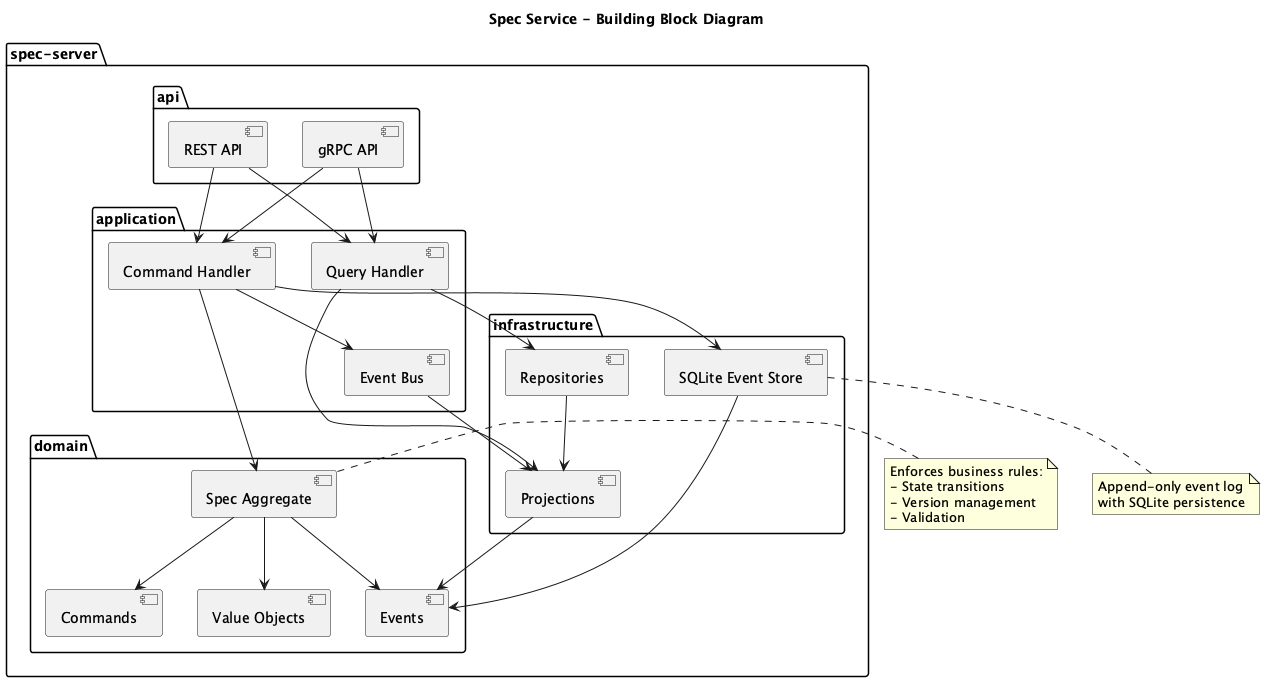 Spec Service - Building Block Diagram
spec-server
api
REST API
gRPC API
application
Command Handler
Query Handler
infrastructure
Event Bus
Repositories
SQLite Event Store
domain
Spec Aggregate
Projections
Enforces business rules:
- State transitions
- Version management
- Validation
Append-only event log
with SQLite persistence
Commands
Value Objects
Events